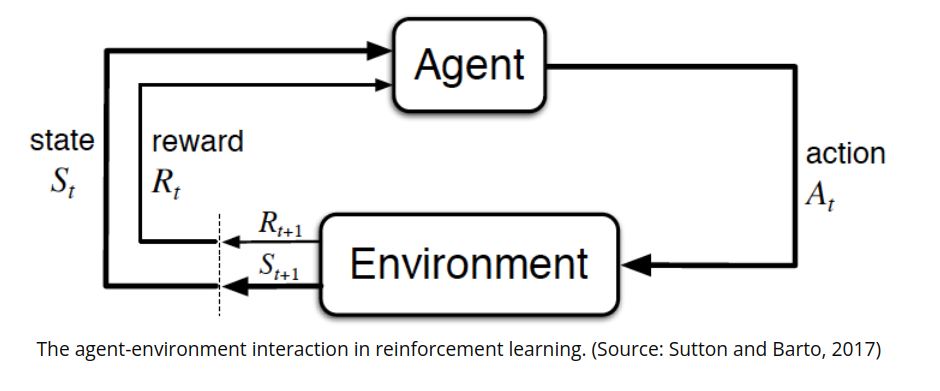 Agent
state
S_t
reward
R_t
action
A_t
R_{t+1}
S_{t+1}
Environment
The agent-environment interaction in reinforcement learning. (Source: Sutton and Barto, 2017)